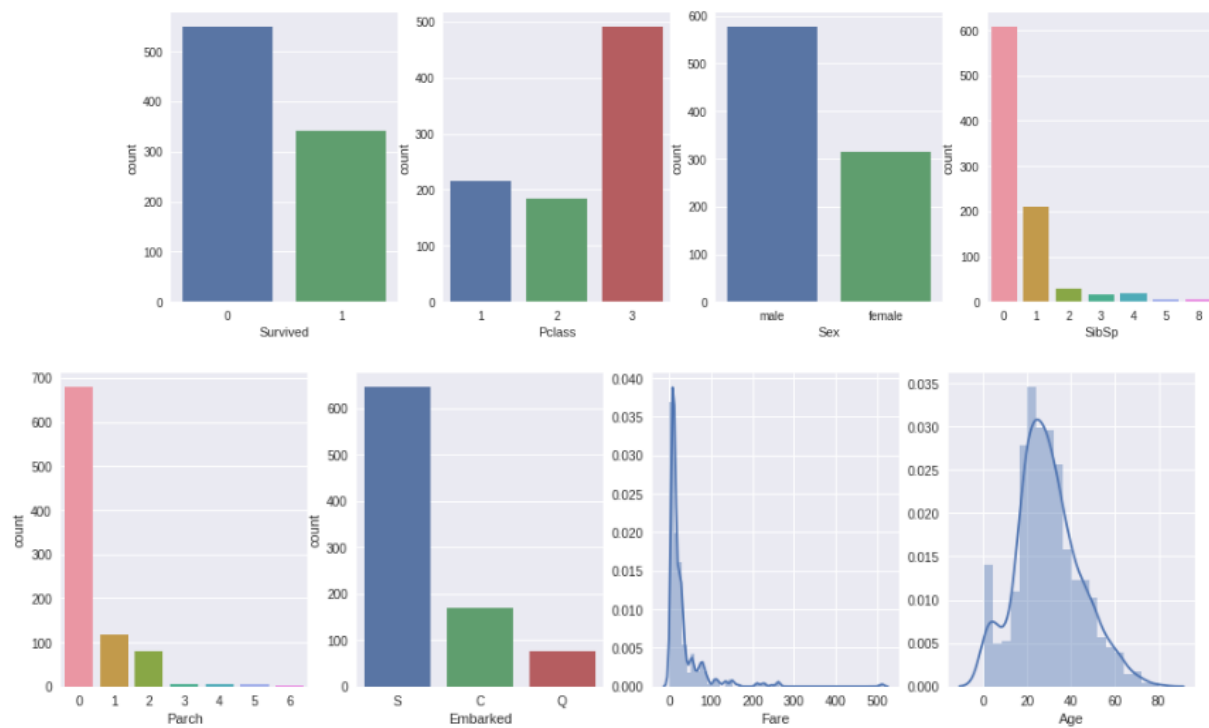 count
500
400
300
200
100
0
0 1
Survived
count
500
400
300
200
100
0
1 2 3
Pclass
count
600
500
400
300
200
100
0
male female
Sex
count
600
500
400
300
200
100
0
0 1 2 3 4 5 8
SibSp
count
700
600
500
400
300
200
100
0
0 1 2 3 4 5 6
Parch
count
600
500
400
300
200
100
0
S C Q
Embarked
0.040
0.035
0.030
0.025
0.020
0.015
0.010
0.005
0.000
0 100 200 300 400 500
Fare
0.035
0.030
0.025
0.020
0.015
0.010
0.005
0.000
0 20 40 60 80
Age